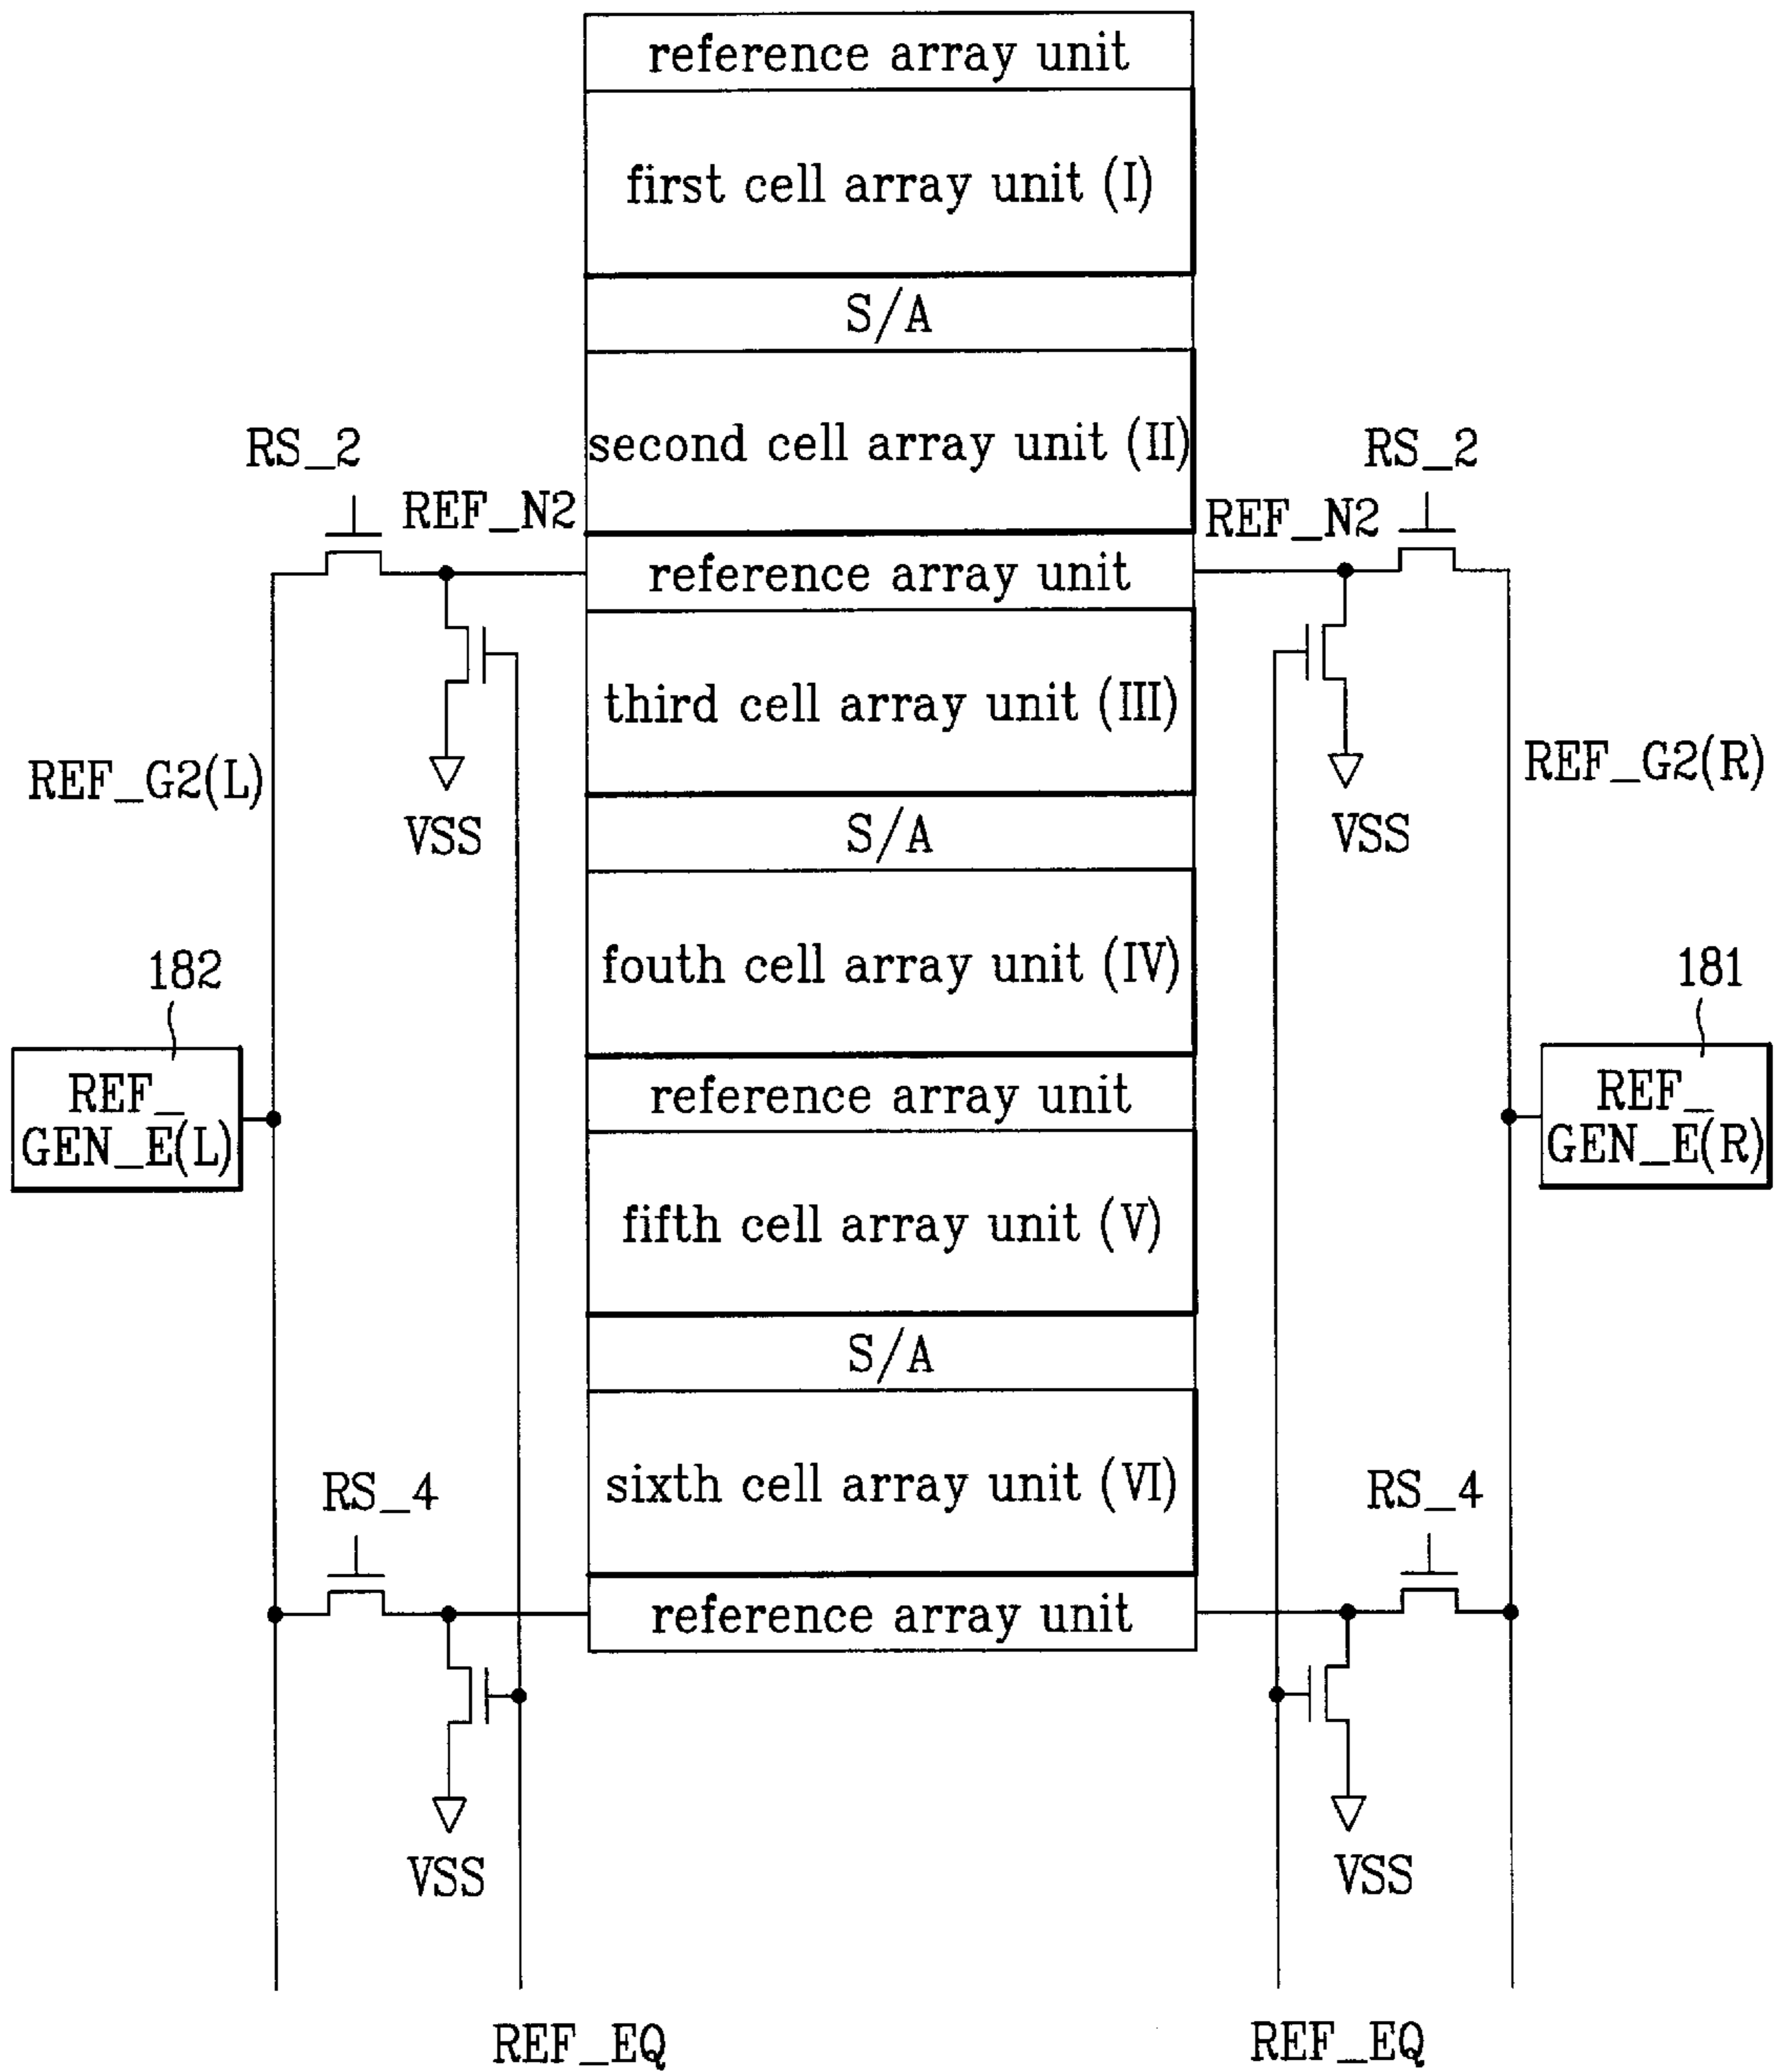 reference array unit
first cell array unit (I)
S/A
second cell array unit (II)
RS_2
RS_2
REF_N2
REF_N2
reference array unit
third cell array unit (III)
REF_G2(L)
REF_G2(R)
VSS
S/A
VSS
fouth cell array unit (IV)
182
181
REF_
GEN_E(L)
reference array unit
REF_
GEN_E(R)
fifth cell array unit (V)
S/A
RS_4
sixth cell array unit (VI)
RS_4
reference array unit
VSS
VSS
REF_EQ
REF_EQ